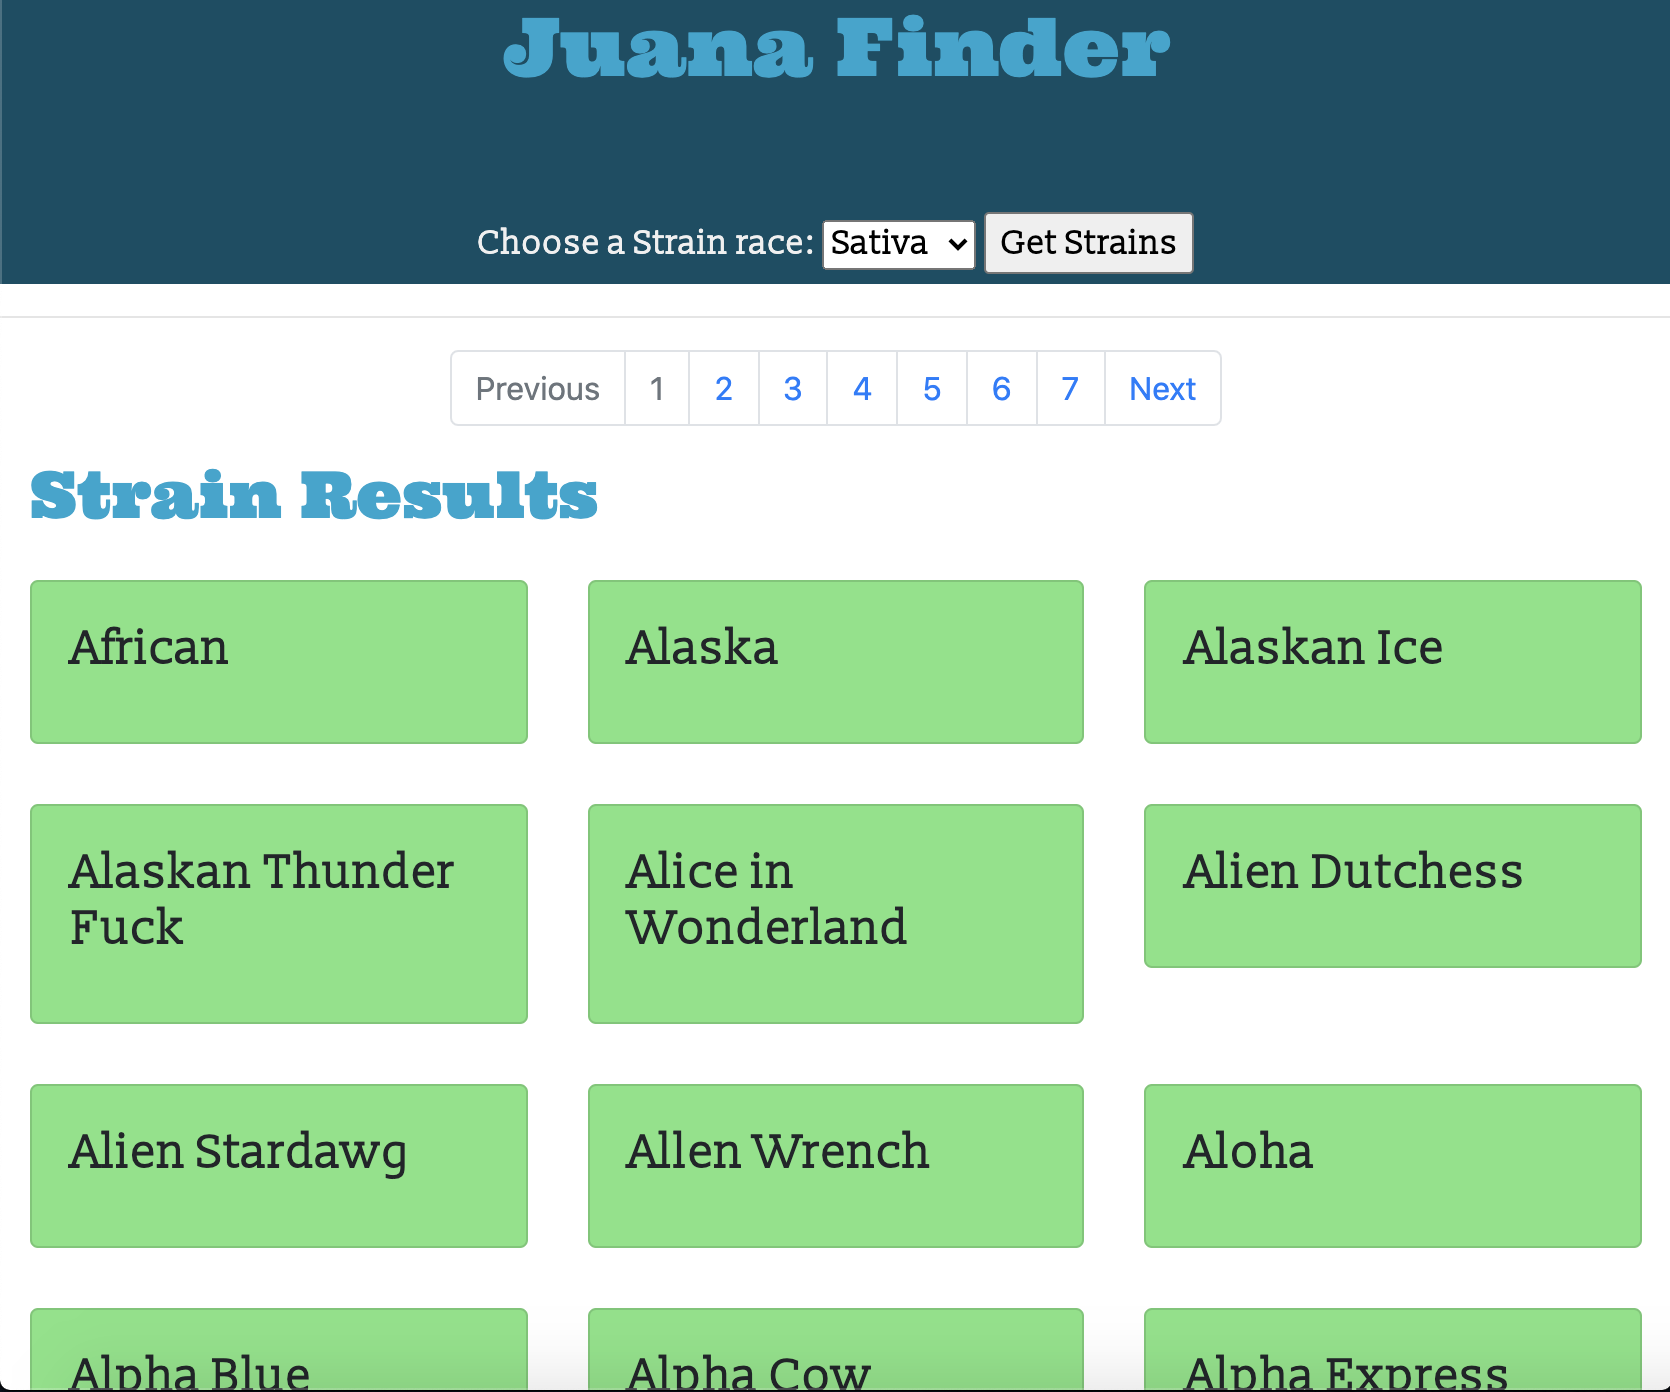 Juana Finder
Choose a Strain race: Sativa Get Strains
Previous 1 2 3 4 5 6 7 Next
Strain Results
African
Alaska
Alaskan Ice
Alaskan Thunder
Fuck
Alice in
Wonderland
Alien Dutchess
Alien Stardawg
Allen Wrench
Aloha
Alpha Blue
Alpha Cow
Alpha Express